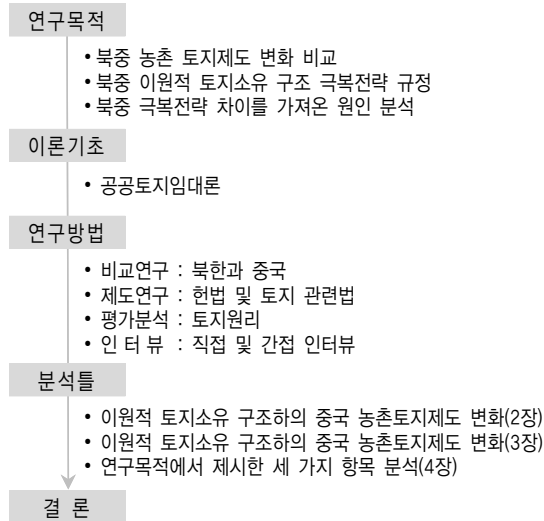 연구목적
• 북중 농촌 토지제도 변화 비교
• 북중 이원적 토지소유 구조 극복전략 규정
• 북중 극복전략 차이를 가져온 원인 분석
이론기초
• 공공토지임대론
연구방법
• 비교연구 : 북한과 중국
• 제도연구 : 헌법 및 토지 관련법
• 평가분석 : 토지원리
• 인 터 뷰 : 직접 및 간접 인터뷰
분석틀
• 이원적 토지소유 구조하의 중국 농촌토지제도 변화(2장)
• 이원적 토지소유 구조하의 중국 농촌토지제도 변화(3장)
• 연구목적에서 제시한 세 가지 항목 분석(4장)
결 론